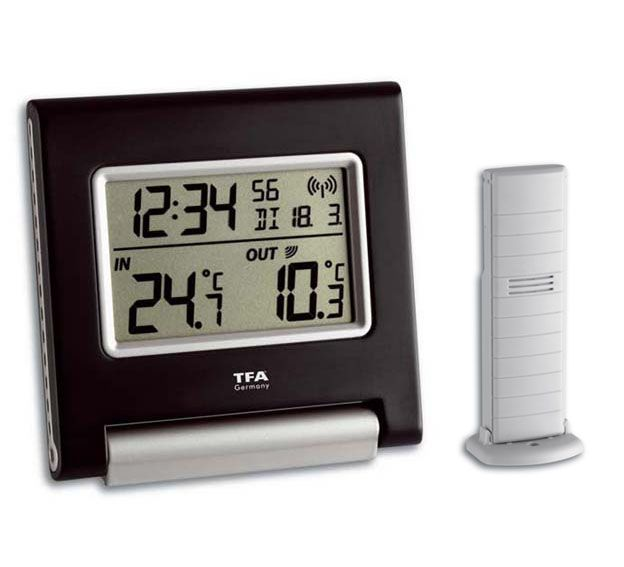 12:34 56
DI 18. 3.
IN 24.7 °C
OUT 10.3 °C
TFA
Germany